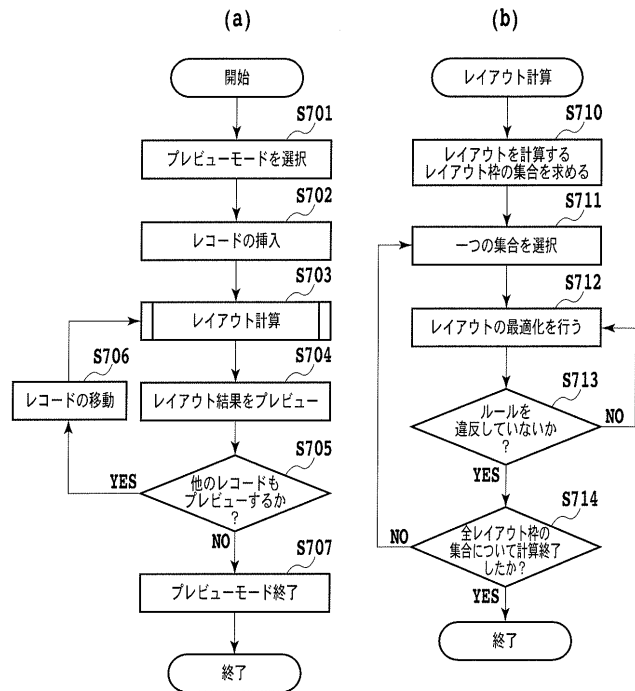 (a)
開始
S701
プレビューモードを選択
S702
レコードの挿入
S703
レイアウト計算
S706
レコードの移動
S704
レイアウト結果をプレビュー
S705
YES
他のレコードも
プレビューするか
?
NO
S707
プレビューモード終了
終了
(b)
レイアウト計算
S710
レイアウトを計算する
レイアウト枠の集合を求める
S711
一つの集合を選択
S712
レイアウトの最適化を行う
S713
ルールを
違反していないか
?
NO
YES
S714
NO
全レイアウト枠の
集合について計算終了
したか?
YES
終了